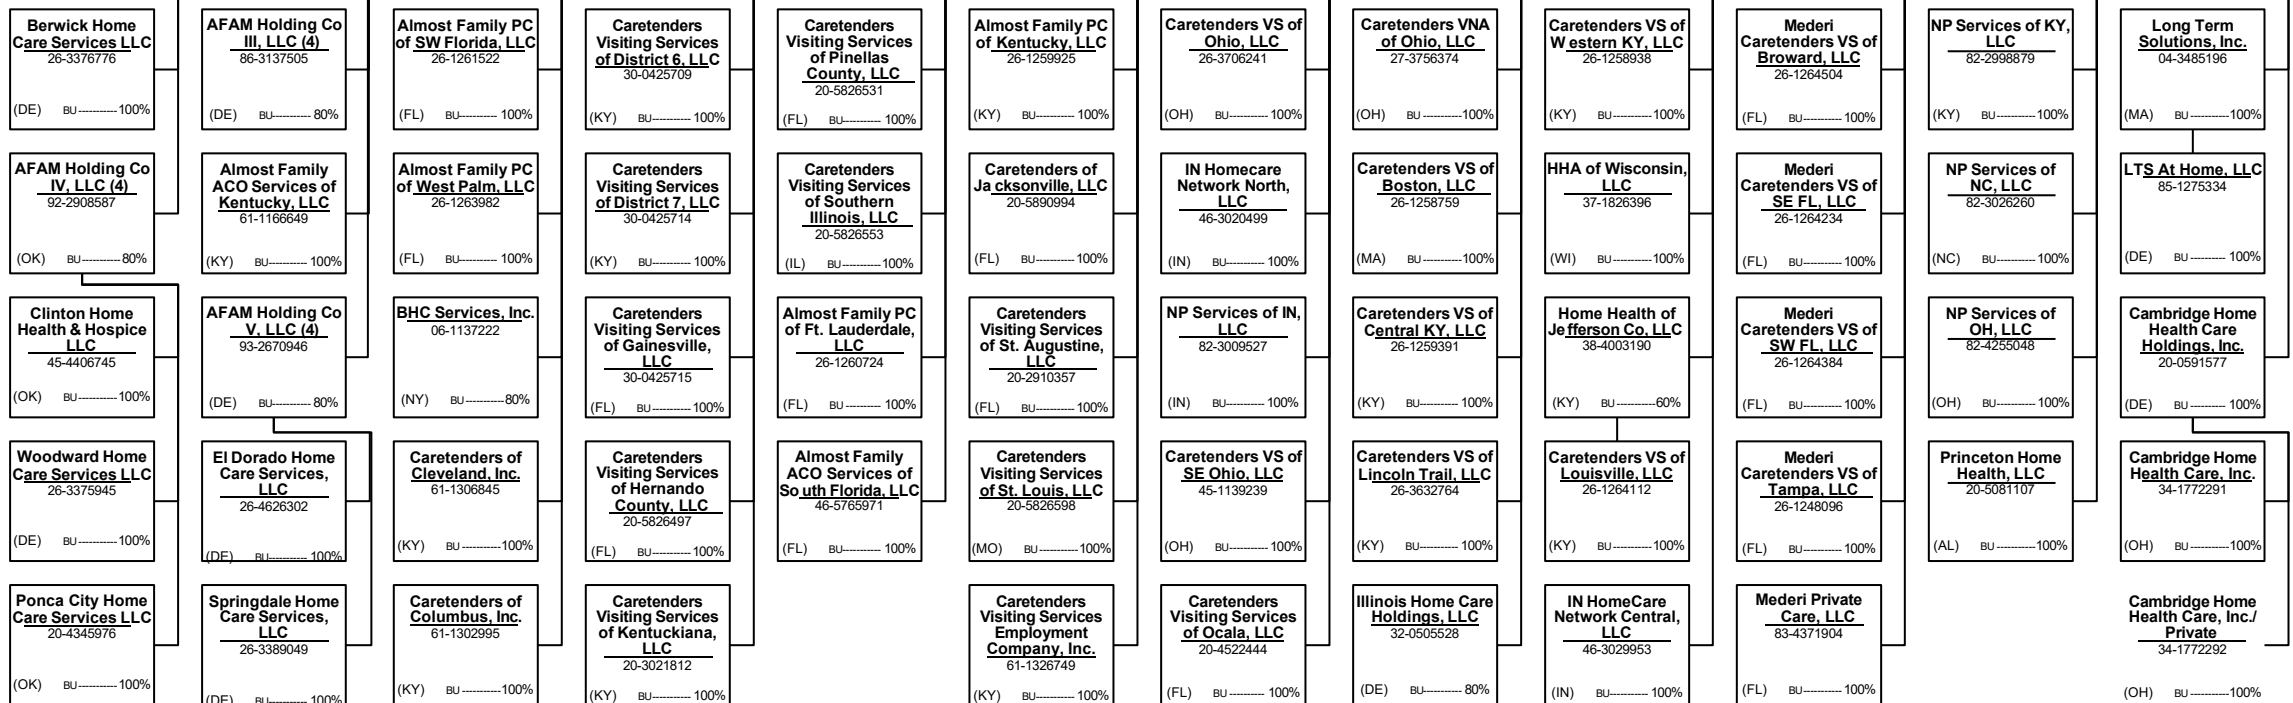 Berwick Home
Care Services LLC
26-3376776
(DE) BU-----------100%
AFAM Holding Co
IV, LLC (4)
92-2908587
(OK) BU-----------80%
Clinton Home
Health & Hospice
LLC
45-4406745
(OK) BU-----------100%
Woodward Home
Care Services LLC
26-3375945
(DE) BU-----------100%
Ponca City Home
Care Services LLC
20-4345976
(OK) BU-----------100%
AFAM Holding Co
III, LLC (4)
86-3137505
(DE) BU----------- 80%
Almost Family
ACO Services of
Kentucky, LLC
61-1166649
(KY) BU----------- 100%
AFAM Holding Co
V, LLC (4)
93-2670946
(DE) BU----------- 80%
El Dorado Home
Care Services,
LLC
26-4626302
(DE) BU----------- 100%
Springdale Home
Care Services,
LLC
26-3389049
(DE) BU----------- 100%
Almost Family PC
of SW Florida, LLC
26-1261522
(FL) BU----------- 100%
Almost Family PC
of West Palm, LLC
26-1263982
(FL) BU----------- 100%
BHC Services, Inc.
06-1137222
(NY) BU-----------80%
Caretenders of
Cleveland, Inc.
61-1306845
(KY) BU-----------100%
Caretenders of
Columbus, Inc.
61-1302995
(KY) BU-----------100%
Caretenders
Visiting Services
of District 6, LLC
30-0425709
(KY) BU----------- 100%
Caretenders
Visiting Services
of District 7, LLC
30-0425714
(KY) BU----------- 100%
Caretenders
Visiting Services
of Gainesville,
LLC
30-0425715
(FL) BU----------- 100%
Caretenders
Visiting Services
of Hernando
County, LLC
20-5826497
(FL) BU----------- 100%
Caretenders
Visiting Services
of Kentuckiana,
LLC
20-3021812
(KY) BU----------- 100%
Caretenders
Visiting Services
of Pinellas
County, LLC
20-5826531
(FL) BU----------- 100%
Caretenders
Visiting Services
of Southern
Illinois, LLC
20-5826553
(IL) BU-----------100%
Almost Family PC
of Ft. Lauderdale,
LLC
26-1260724
(FL) BU----------- 100%
Almost Family
ACO Services of
South Florida, LLC
46-5765971
(FL) BU----------- 100%
Almost Family PC
of Kentucky, LLC
26-1259925
(KY) BU----------- 100%
Caretenders of
Jacksonville, LLC
20-5890994
(FL) BU-----------100%
Caretenders
Visiting Services
of St. Augustine,
LLC
20-2910357
(FL) BU----------- 100%
Caretenders
Visiting Services
of St. Louis, LLC
20-5826598
(MO) BU----------- 100%
Caretenders
Visiting Services
Employment
Company, Inc.
61-1326749
(KY) BU----------- 100%
Caretenders VS of
Ohio, LLC
26-3706241
(OH) BU-----------100%
IN Homecare
Network North,
LLC
46-3020499
(IN) BU----------- 100%
NP Services of IN,
LLC
82-3009527
(IN) BU----------- 100%
Caretenders VS of
SE Ohio, LLC
45-1139239
(OH) BU-----------100%
Caretenders
Visiting Services
of Ocala, LLC
20-4522444
(FL) BU----------- 100%
Caretenders VNA
of Ohio, LLC
27-3756374
(OH) BU-----------100%
Caretenders VS of
Boston, LLC
26-1258759
(MA) BU----------- 100%
Caretenders VS of
Central KY, LLC
26-1259391
(KY) BU----------- 100%
Caretenders VS of
Lincoln Trail, LLC
26-3632764
(KY) BU----------- 100%
Illinois Home Care
Holdings, LLC
32-0505528
(DE) BU----------- 80%
Caretenders VS of
Western KY, LLC
26-1258938
(KY) BU----------- 100%
HHA of Wisconsin,
LLC
37-1826396
(WI) BU----------- 100%
Home Health of
Jefferson Co, LLC
38-4003190
(KY) BU-----------60%
Caretenders VS of
Louisville, LLC
26-1264112
(KY) BU----------- 100%
IN HomeCare
Network Central,
LLC
46-3029953
(IN) BU----------- 100%
Mederi
Caretenders VS of
Broward, LLC
26-1264504
(FL) BU----------- 100%
Mederi
Caretenders VS of
SE FL, LLC
26-1264234
(FL) BU----------- 100%
Mederi
Caretenders VS of
SW FL, LLC
26-1264384
(FL) BU----------- 100%
Mederi
Caretenders VS of
Tampa, LLC
26-1248096
(FL) BU----------- 100%
Mederi Private
Care, LLC
83-4371904
(FL) BU----------- 100%
NP Services of KY,
LLC
82-2998879
(KY) BU----------- 100%
NP Services of
NC, LLC
82-3026260
(NC) BU----------- 100%
NP Services of
OH, LLC
82-4255048
(OH) BU----------- 100%
Princeton Home
Health, LLC
20-5081107
(AL) BU-----------100%
Long Term
Solutions, Inc.
04-3485196
(MA) BU-----------100%
LTS At Home, LLC
85-1275334
(DE) BU----------- 100%
Cambridge Home
Health Care
Holdings, Inc.
20-0591577
(DE) BU----------- 100%
Cambridge Home
Health Care, Inc.
34-1772291
(OH) BU-----------100%
Cambridge Home
Health Care, Inc./
Private
34-1772292
(OH) BU-----------100%